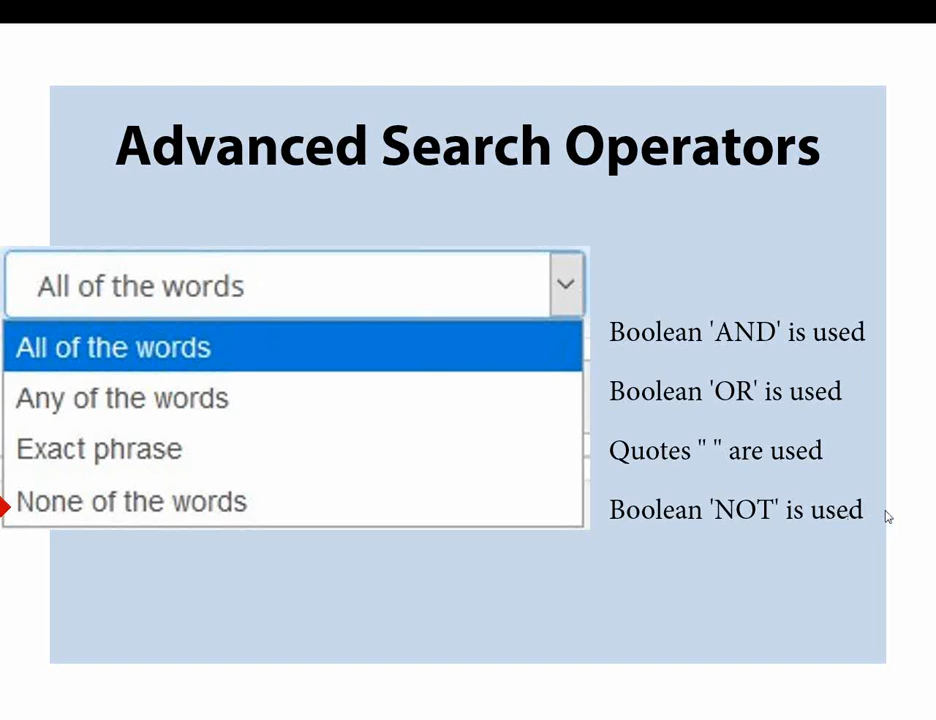 Advanced Search Operators
All of the words
All of the words
Boolean 'AND' is used
Any of the words
Boolean 'OR' is used
Exact phrase
Quotes " " are used
None of the words
Boolean 'NOT' is used